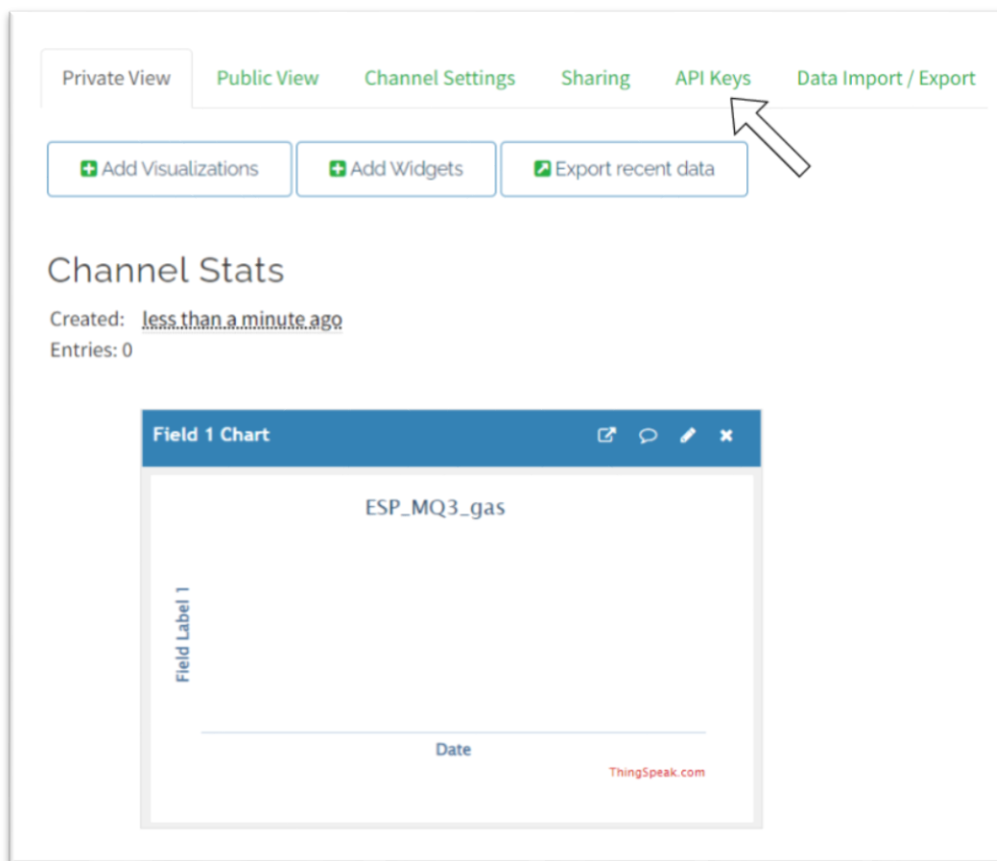 Private View Public View Channel Settings Sharing API Keys Data Import / Export
Add Visualizations Add Widgets Export recent data
Channel Stats
Created: less than a minute ago
Entries: 0
Field 1 Chart
ESP_MQ3_gas
Field Label 1
Date
ThingSpeak.com